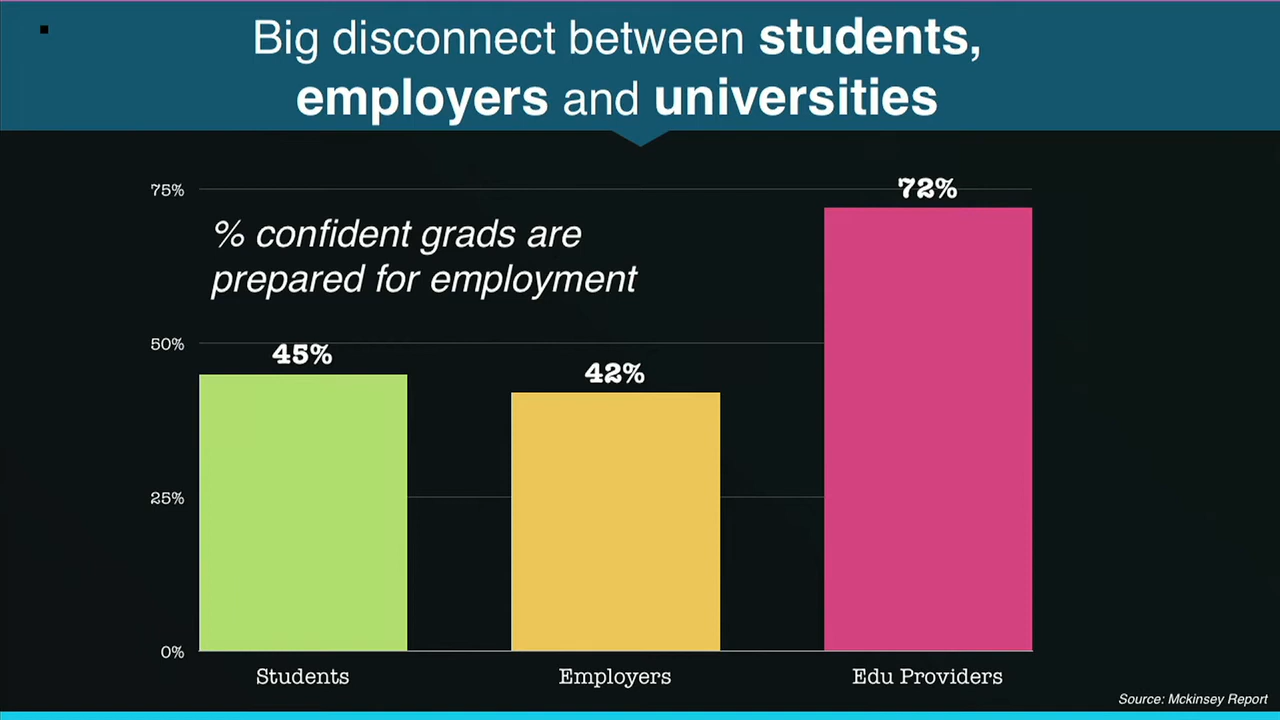 Big disconnect between students,
employers and universities
75%
72%
% confident grads are
prepared for employment
50%
45%
42%
25%
0%
Students
Employers
Edu Providers
Source: Mckinsey Report